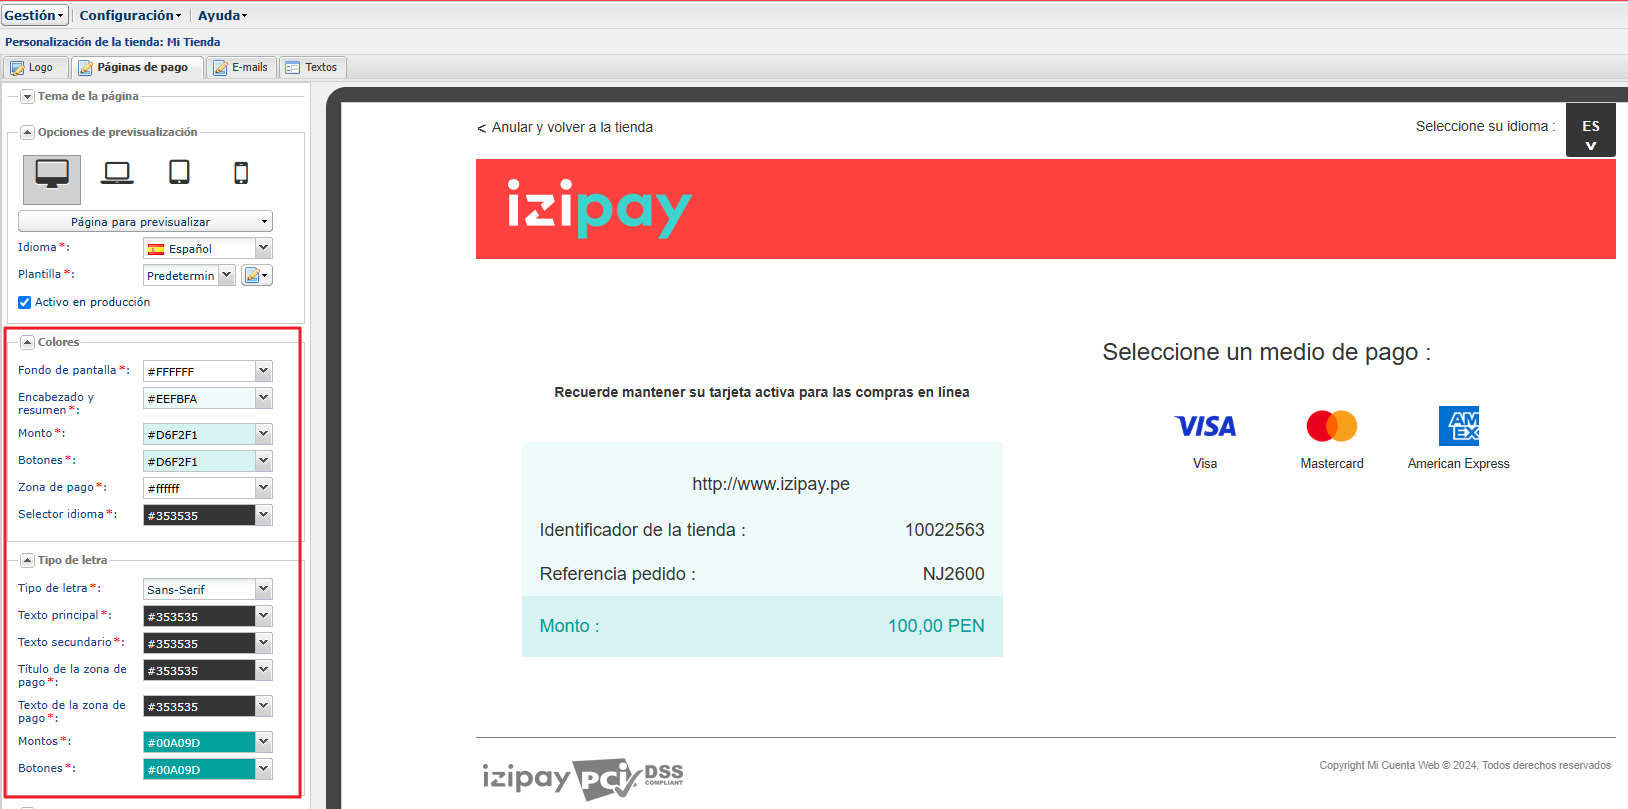 Gestión Configuración Ayuda
Personalización de la tienda: Mi Tienda
Logo Páginas de pago E-mails Textos
Tema de la página
Opciones de previsualización
Página para previsualizar
Idioma*: Español
Plantilla*: Predetermin
Activo en producción
Colores
Fondo de pantalla*: #FFFFFF
Encabezado y
resumen*: #EEFBFA
Monto*: #D6F2F1
Botones*: #D6F2F1
Zona de pago*: #ffffff
Selector idioma*: #353535
Tipo de letra
Tipo de letra*: Sans-Serif
Texto principal*: #353535
Texto secundario*: #353535
Título de la zona de
pago*: #353535
Texto de la zona de
pago*: #353535
Montos*: #00A09D
Botones*: #00A09D
< Anular y volver a la tienda
Seleccione su idioma : ES
izipay
Recuerde mantener su tarjeta activa para las compras en línea
http://www.izipay.pe
Identificador de la tienda : 10022563
Referencia pedido : NJ2600
Monto : 100,00 PEN
Seleccione un medio de pago :
VISA AMEX
Visa Mastercard American Express
izipay PCI DSS COMPLIANT
Copyright Mi Cuenta Web © 2024, Todos derechos reservados